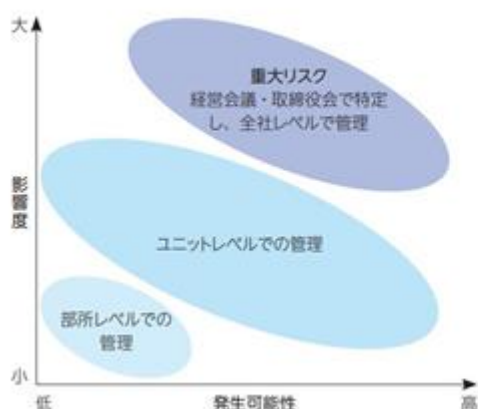 大
重大リスク
経営会議・取締役会で特定
し、全社レベルで管理
影響度
ユニットレベルでの管理
部所レベルでの
管理
小
低
発生可能性
高